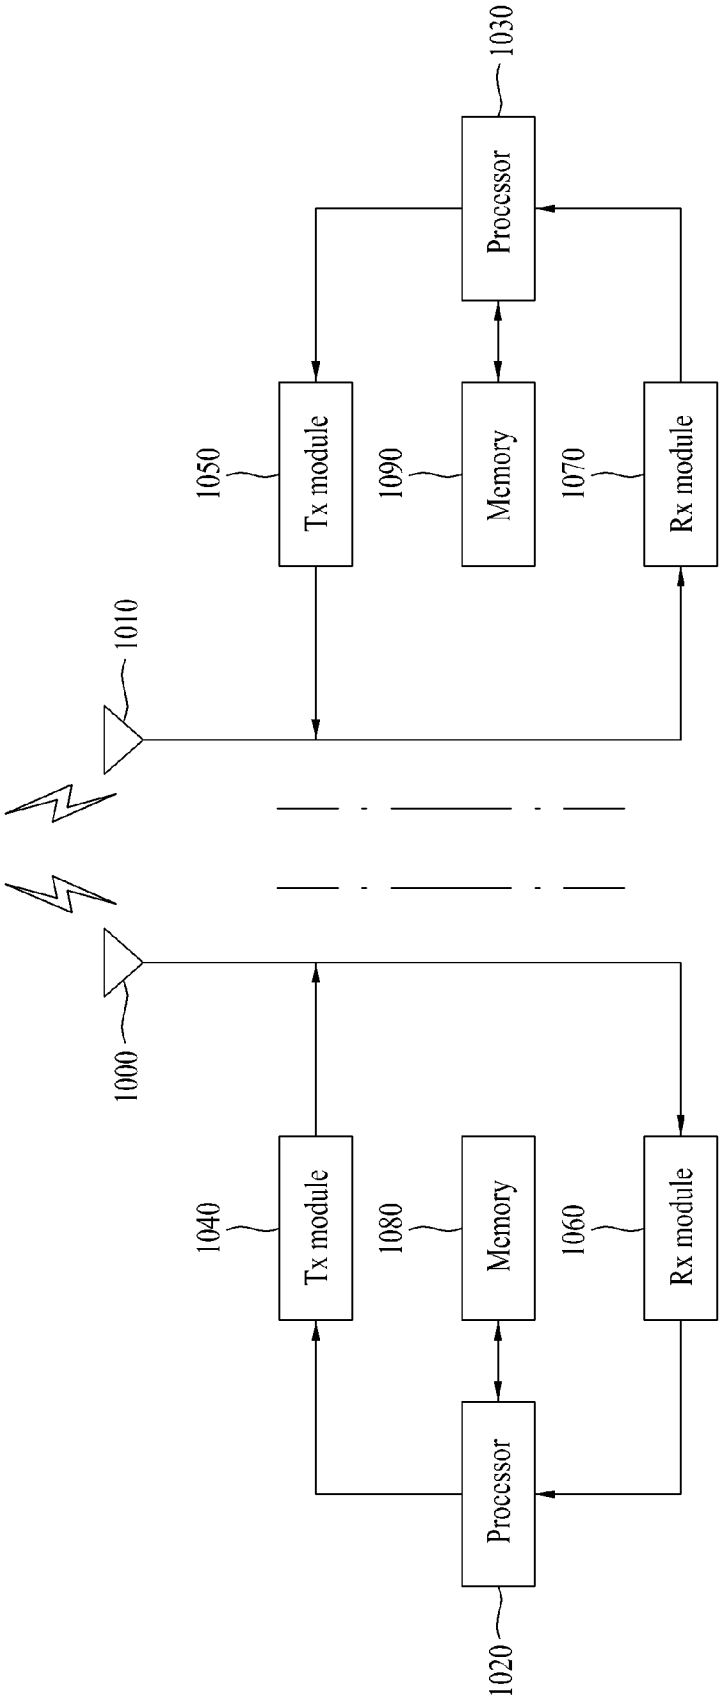 1000
1010
1040
Tx module
1050
Tx module
1020
Processor
1080
Memory
1090
Memory
Processor
1030
1060
Rx module
1070
Rx module